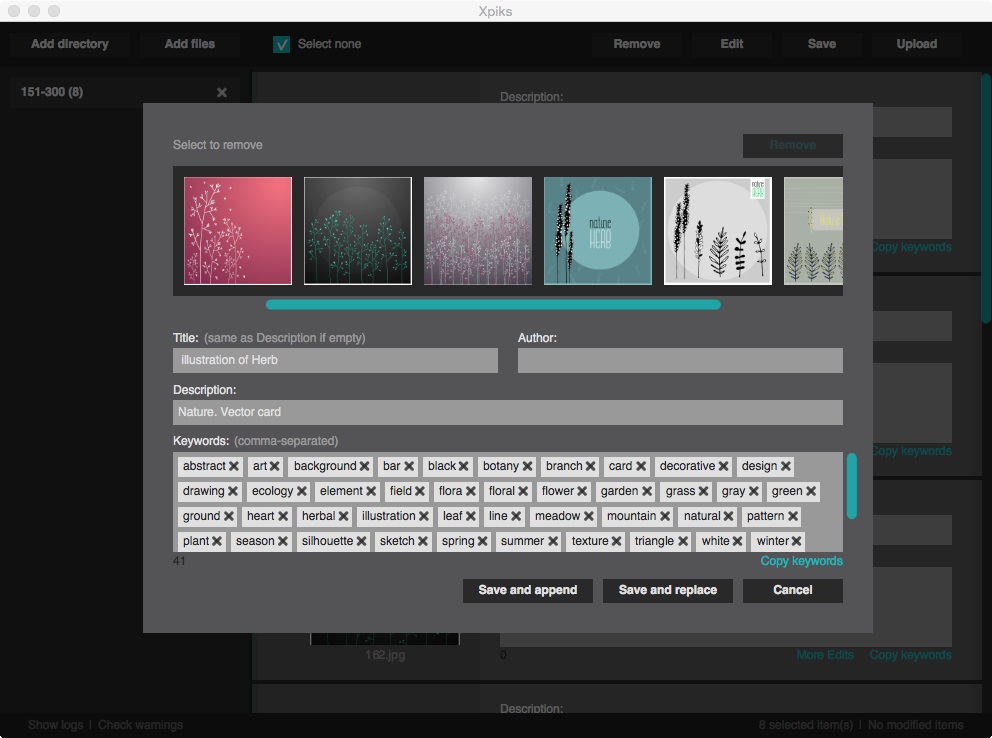 Xpiks
Add directory Add files Select none Remove Edit Save Upload
151-300 (8)
Description:
Select to remove Remove
nature
HERB
nature
HERB
Copy keywords
Title: (same as Description if empty) Author:
illustration of Herb
Description:
Nature. Vector card
Keywords: (comma-separated)
Copy keywords
abstract art background bar black botany branch card decorative design
drawing ecology element field flora floral flower garden grass gray green
ground heart herbal illustration leaf line meadow mountain natural pattern
plant season silhouette sketch spring summer texture triangle white winter
41 Copy keywords
Save and append Save and replace Cancel
162.jpg 0 More Edits Copy keywords
Description:
Show logs | Check warnings 8 selected item(s) | No modified items